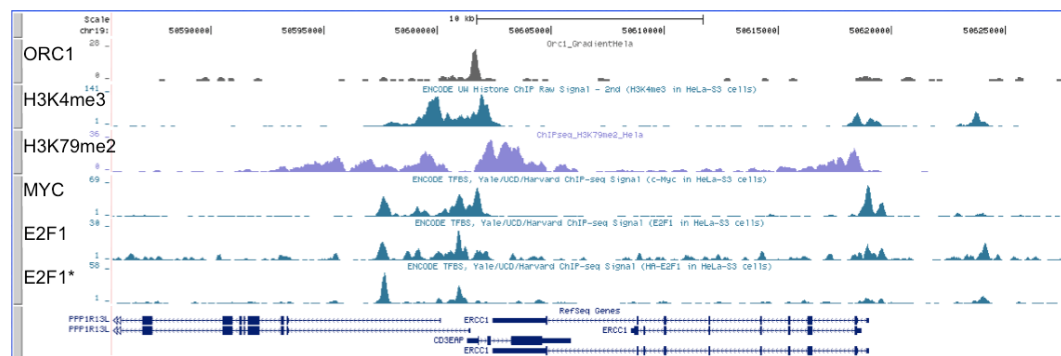 Scale 10 kb
chr19: 50590000 50595000 50600000 50605000 50610000 50615000 50620000 50625000
28 Orc1_GradientHela
ORC1
0
ENCODE UW Histone ChIP Raw Signal - 2nd (H3K4me3 in HeLa-S3 cells)
141
H3K4me3
1
36 ChIPseq_H3K79me2_Hela
H3K79me2
0
ENCODE TFBS, Yale/UCD/Harvard ChIP-seq Signal (c-Myc in HeLa-S3 cells)
69
MYC
1
ENCODE TFBS, Yale/UCD/Harvard ChIP-seq Signal (E2F1 in HeLa-S3 cells)
30
E2F1
1
ENCODE TFBS, Yale/UCD/Harvard ChIP-seq Signal (HA-E2F1 in HeLa-S3 cells)
58
E2F1*
1
RefSeq Genes
PPP1R13L ERCC1
PPP1R13L ERCC1
CD3EAP
ERCC1